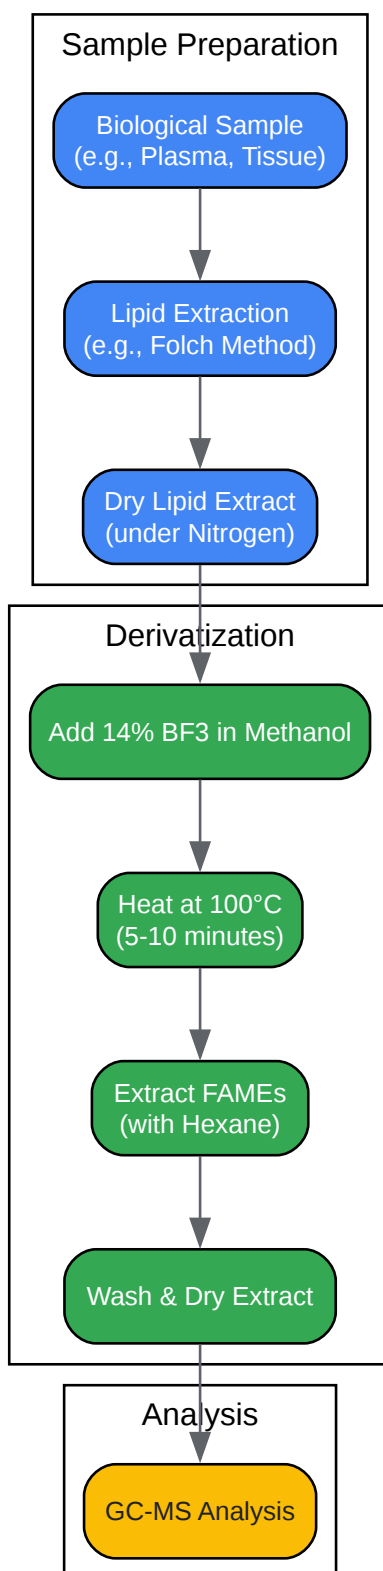 Sample Preparation
Biological Sample
(e.g., Plasma, Tissue)
Lipid Extraction
(e.g., Folch Method)
Dry Lipid Extract
(under Nitrogen)
Derivatization
Add 14% BF3 in Methanol
Heat at 100°C
(5-10 minutes)
Extract FAMEs
(with Hexane)
Wash & Dry Extract
Analysis
GC-MS Analysis